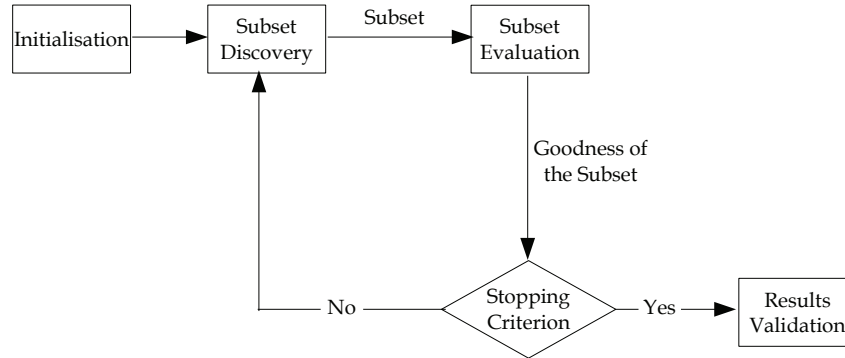 Initialisation
Subset
Discovery
Subset
Subset
Evaluation
Goodness of
the Subset
Stopping
Criterion
No
Yes
Results
Validation